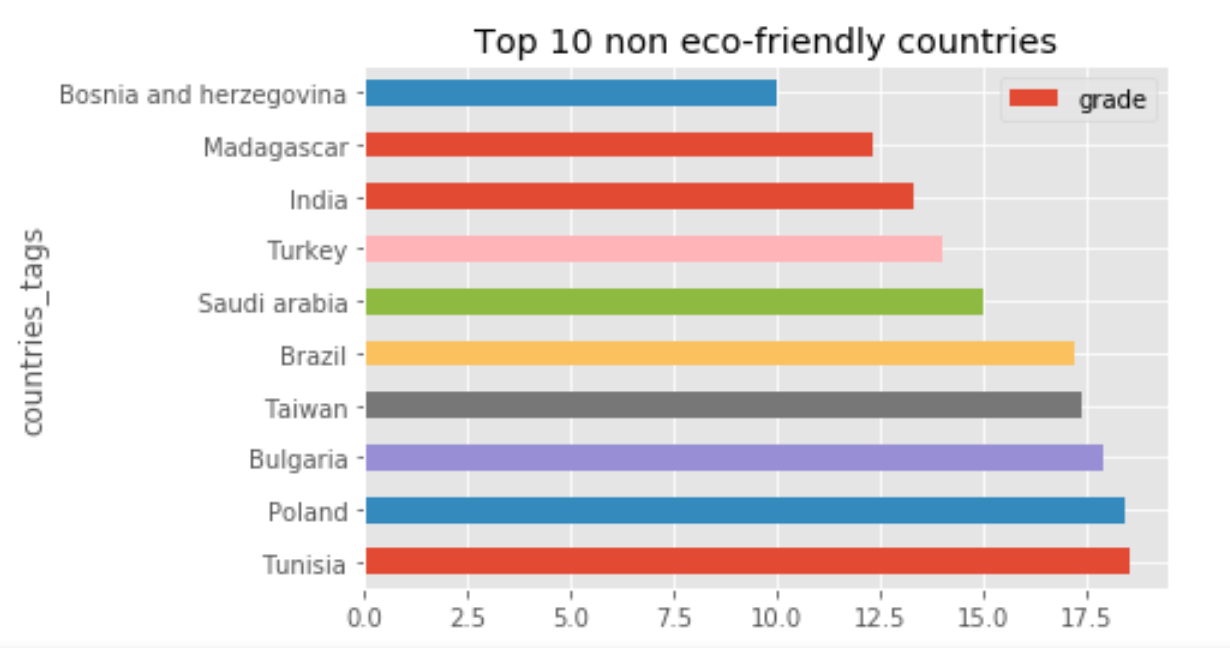 Top 10 non eco-friendly countries
grade
countries_tags
Bosnia and herzegovina
Madagascar
India
Turkey
Saudi arabia
Brazil
Taiwan
Bulgaria
Poland
Tunisia
0.0 2.5 5.0 7.5 10.0 12.5 15.0 17.5